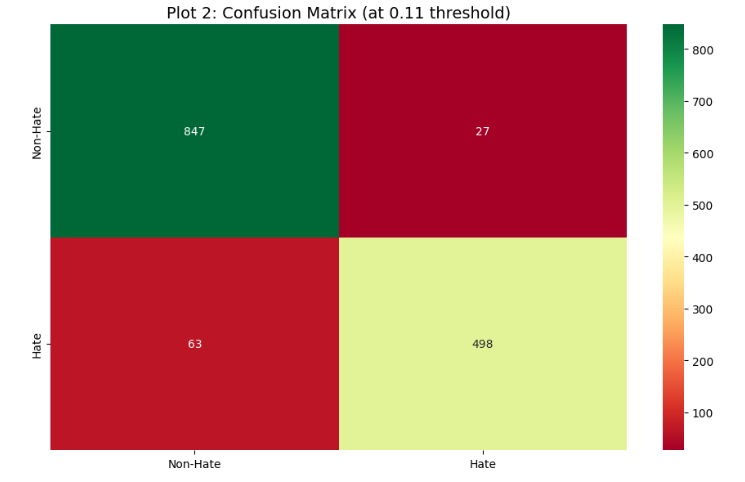 Plot 2: Confusion Matrix (at 0.11 threshold)
Non-Hate
847
27
Hate
63
498
Non-Hate
Hate
800
700
600
500
400
300
200
100